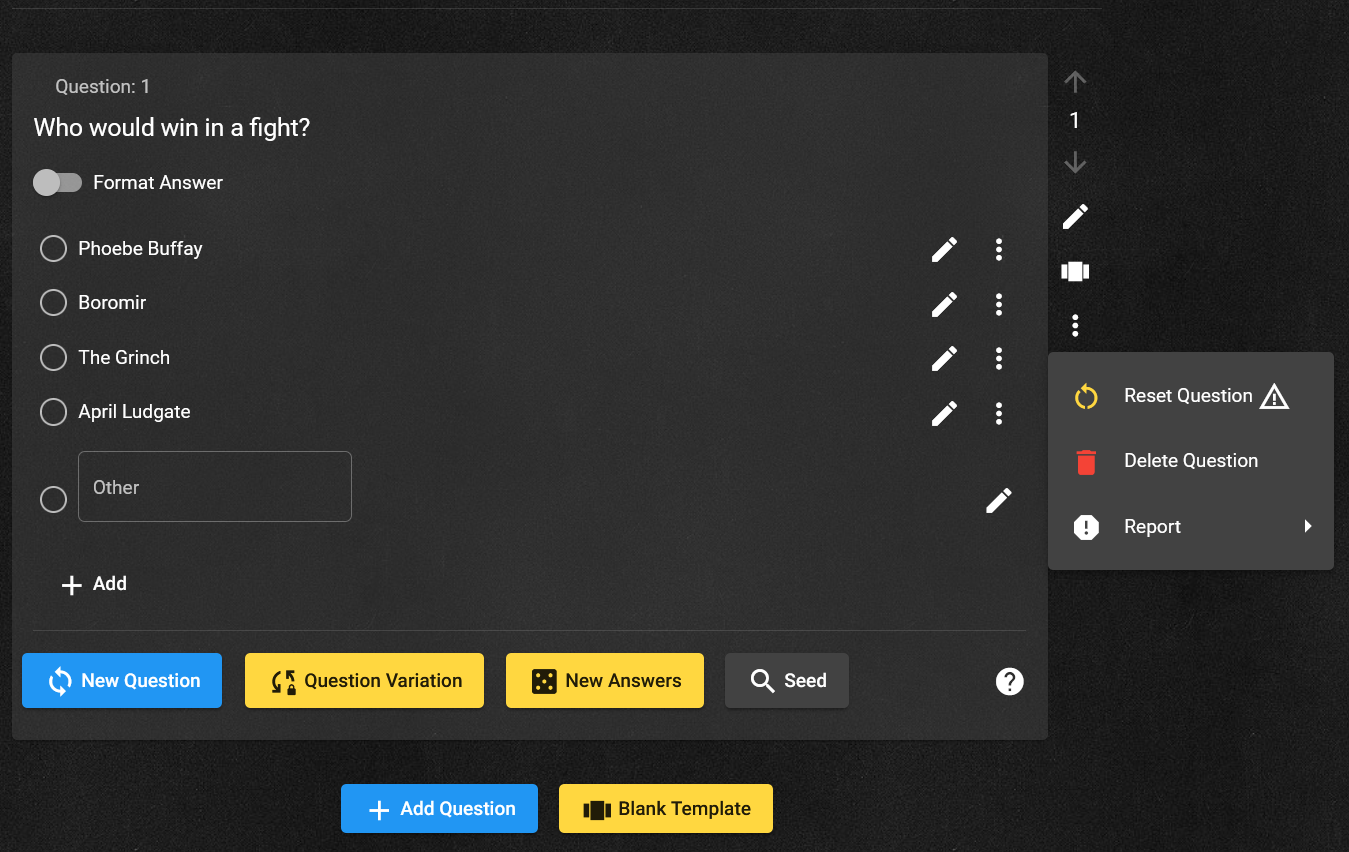 Question: 1
Who would win in a fight?
1
Format Answer
Phoebe Buffay
Boromir
The Grinch
April Ludgate
Other
Reset Question
Delete Question
Report
Add
New Question
Question Variation
New Answers
Seed
Add Question
Blank Template